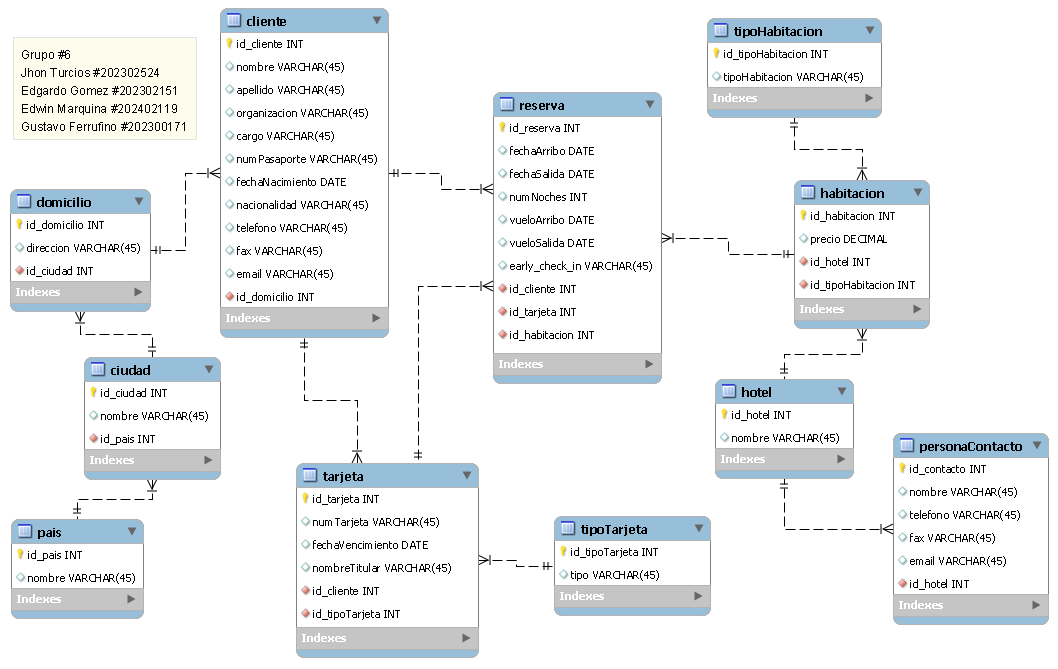 Grupo #6
Jhon Turcios #202302524
Edgardo Gomez #202302151
Edwin Marquina #202402119
Gustavo Ferrufino #202300171
cliente
id_cliente INT
nombre VARCHAR(45)
apellido VARCHAR(45)
organizacion VARCHAR(45)
cargo VARCHAR(45)
numPasaporte VARCHAR(45)
fechaNacimiento DATE
nacionalidad VARCHAR(45)
telefono VARCHAR(45)
fax VARCHAR(45)
email VARCHAR(45)
id_domicilio INT
Indexes
domicilio
id_domicilio INT
direccion VARCHAR(45)
id_ciudad INT
Indexes
ciudad
id_ciudad INT
nombre VARCHAR(45)
id_pais INT
Indexes
pais
id_pais INT
nombre VARCHAR(45)
Indexes
reserva
id_reserva INT
fechaArribo DATE
fechaSalida DATE
numNoches INT
vueloArribo DATE
vueloSalida DATE
early_check_in VARCHAR(45)
id_cliente INT
id_tarjeta INT
id_habitacion INT
Indexes
tarjeta
id_tarjeta INT
numTarjeta VARCHAR(45)
fechaVencimiento DATE
nombreTitular VARCHAR(45)
id_cliente INT
id_tipoTarjeta INT
Indexes
tipoTarjeta
id_tipoTarjeta INT
tipo VARCHAR(45)
Indexes
tipoHabitacion
id_tipoHabitacion INT
tipoHabitacion VARCHAR(45)
Indexes
habitacion
id_habitacion INT
precio DECIMAL
id_hotel INT
id_tipoHabitacion INT
Indexes
hotel
id_hotel INT
nombre VARCHAR(45)
Indexes
personaContacto
id_contacto INT
nombre VARCHAR(45)
telefono VARCHAR(45)
fax VARCHAR(45)
email VARCHAR(45)
id_hotel INT
Indexes